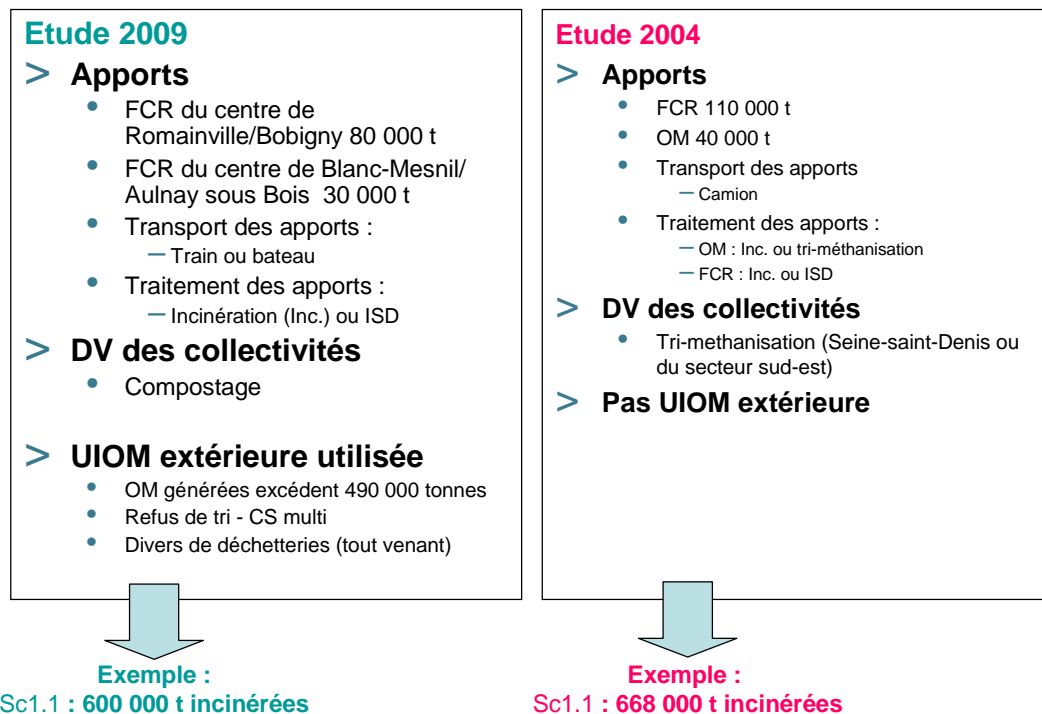 Etude 2009
> Apports
• FCR du centre de
Romainville/Bobigny 80 000 t
• FCR du centre de Blanc-Mesnil/
Aulnay sous Bois 30 000 t
• Transport des apports :
– Train ou bateau
• Traitement des apports :
– Incinération (Inc.) ou ISD
> DV des collectivités
• Compostage
> UIOM extérieure utilisée
• OM générées excédent 490 000 tonnes
• Refus de tri - CS multi
• Divers de déchetteries (tout venant)
Exemple :
Sc1.1 : 600 000 t incinérées
Etude 2004
> Apports
• FCR 110 000 t
• OM 40 000 t
• Transport des apports
– Camion
• Traitement des apports :
– OM : Inc. ou tri-méthanisation
– FCR : Inc. ou ISD
> DV des collectivités
• Tri-methanisation (Seine-saint-Denis ou
du secteur sud-est)
> Pas UIOM extérieure
Exemple :
Sc1.1 : 668 000 t incinérées